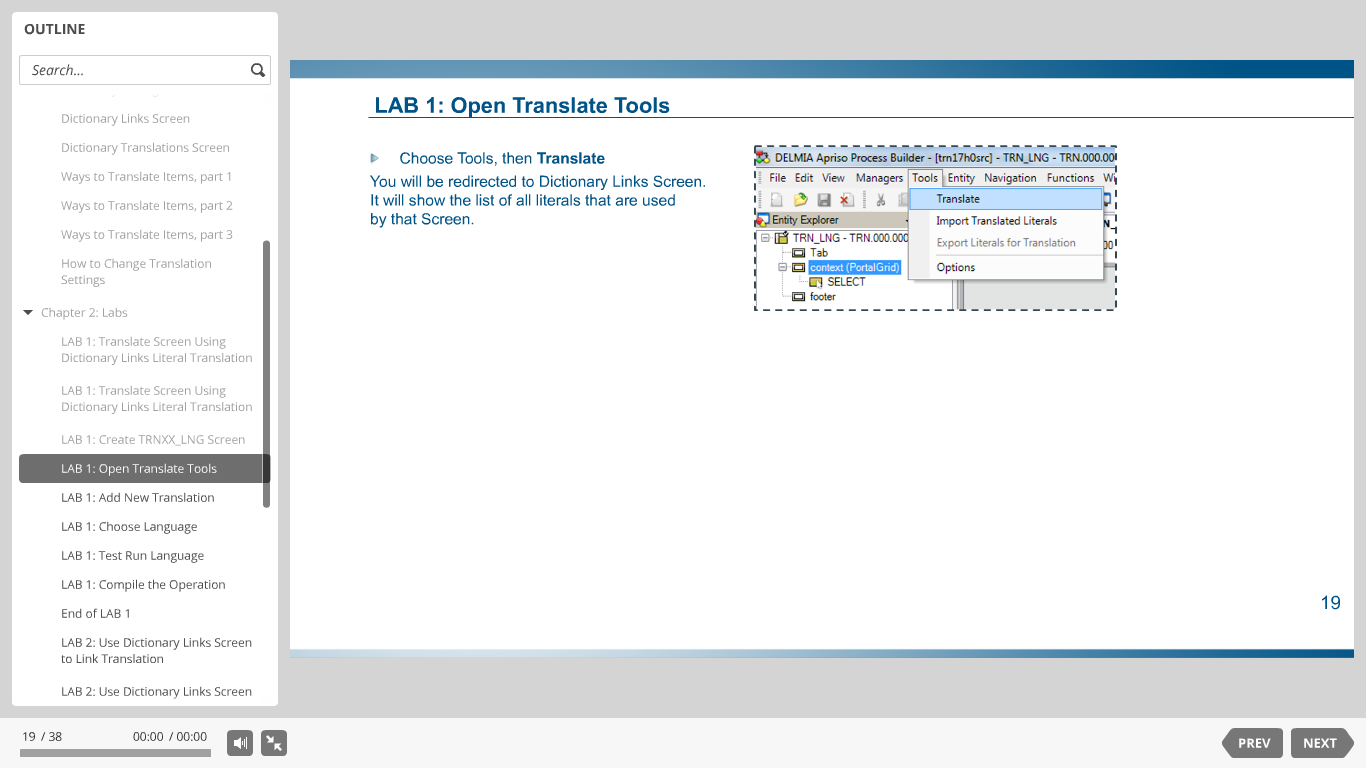 OUTLINE
Search...
Dictionary Links Screen
Dictionary Translations Screen
Ways to Translate Items, part 1
Ways to Translate Items, part 2
Ways to Translate Items, part 3
How to Change Translation
Settings
Chapter 2: Labs
LAB 1: Translate Screen Using
Dictionary Links Literal Translation
LAB 1: Translate Screen Using
Dictionary Links Literal Translation
LAB 1: Create TRNXX_LNG Screen
LAB 1: Open Translate Tools
LAB 1: Add New Translation
LAB 1: Choose Language
LAB 1: Test Run Language
LAB 1: Compile the Operation
End of LAB 1
LAB 2: Use Dictionary Links Screen
to Link Translation
LAB 2: Use Dictionary Links Screen
LAB 1: Open Translate Tools
Choose Tools, then Translate
You will be redirected to Dictionary Links Screen.
It will show the list of all literals that are used
by that Screen.
DELMIA Apriso Process Builder - [trn17h0src] - TRN_LNG - TRN.000.00
File Edit View Managers Tools Entity Navigation Functions W
Translate
Import Translated Literals
Export Literals for Translation
Options
Entity Explorer
TRN_LNG - TRN.000.000
Tab
context (PortalGrid)
SELECT
footer
19
19 / 38
00:00 / 00:00
PREV
NEXT